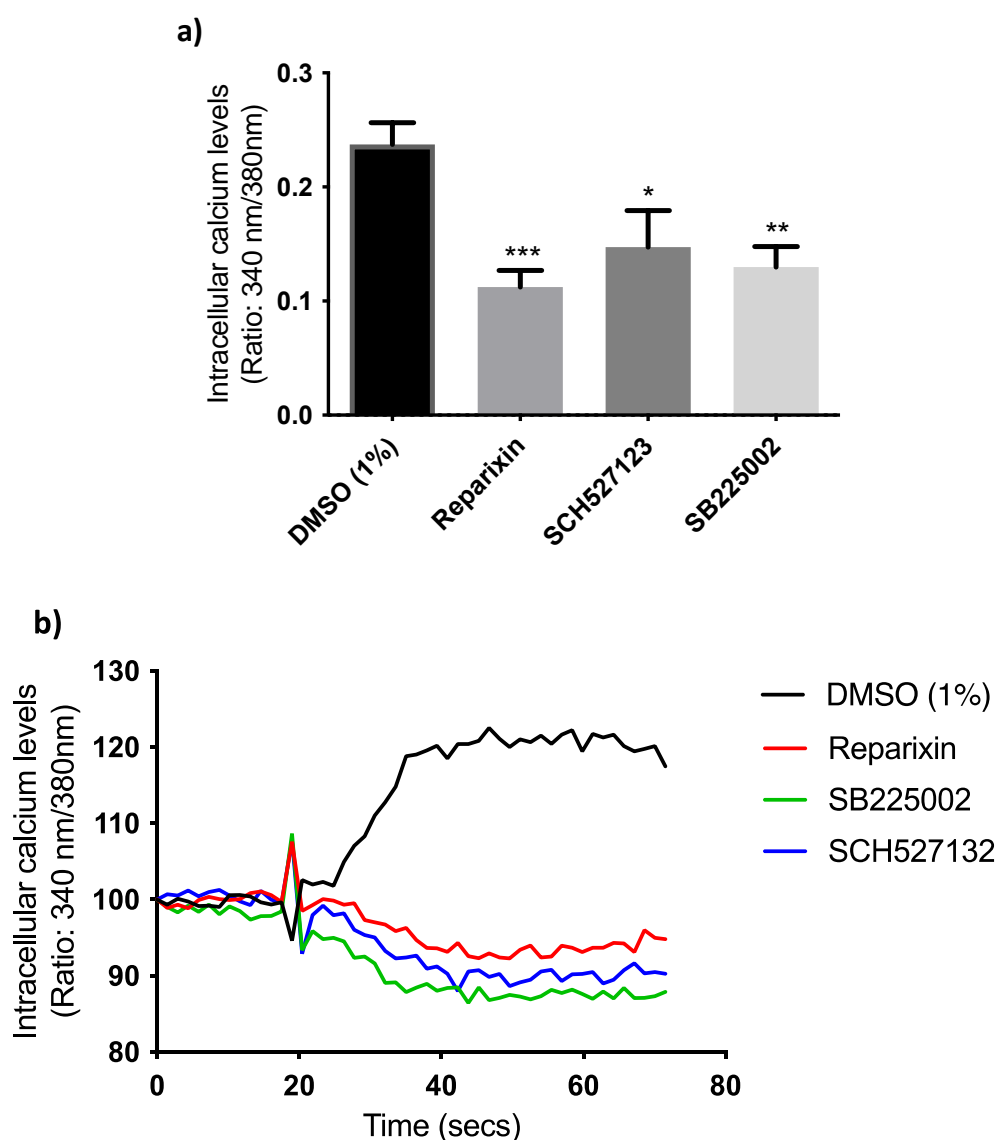 a)
Intracellular calcium levels
(Ratio: 340 nm/380nm)
0.3
0.2
0.1
0.0
***
*
**
DMSO (1%)
Reparixin
SCH527123
SB225002
b)
Intracellular calcium levels
(Ratio: 340 nm/380nm)
130
120
110
100
90
80
0
20
40
60
80
Time (secs)
DMSO (1%)
Reparixin
SB225002
SCH527132